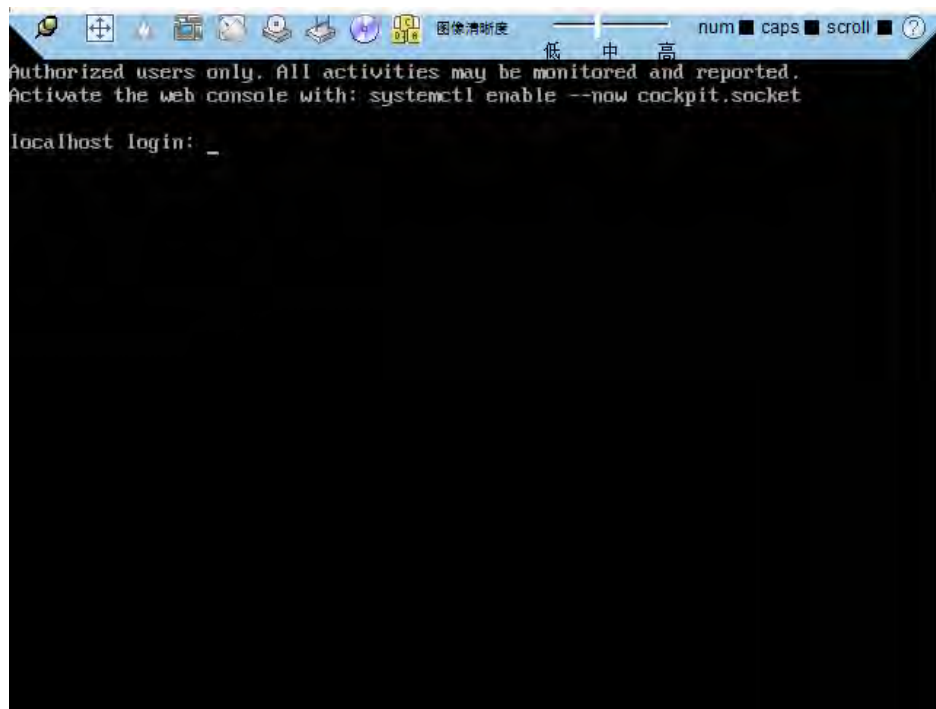 图像清晰度 低 中 高 num caps scroll ?
Authorized users only. All activities may be monitored and reported.
Activate the web console with: systemctl enable --now cockpit.socket
localhost login: _